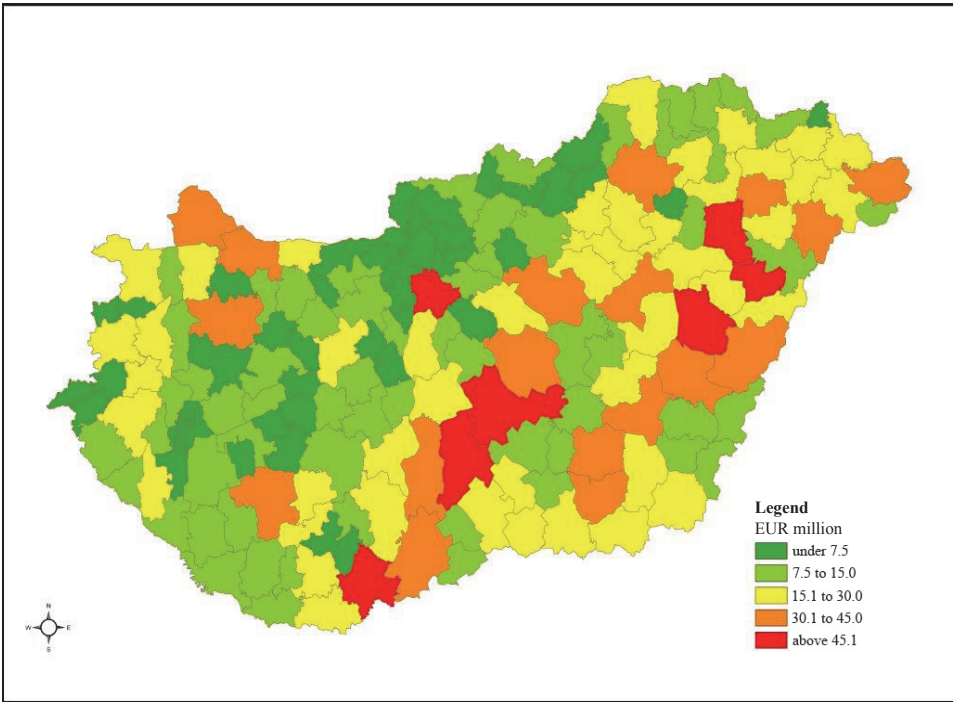 Legend
EUR million
under 7.5
7.5 to 15.0
15.1 to 30.0
30.1 to 45.0
above 45.1
N
W E
S